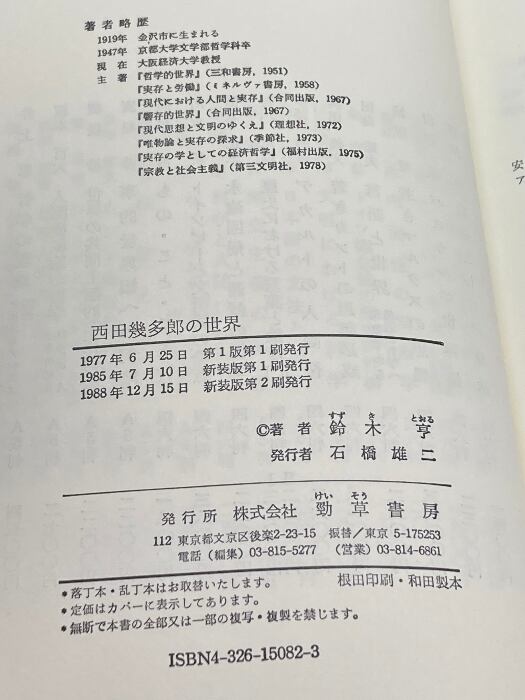 著者略歴
1919年 金沢市に生まれる
1947年 京都大学文学部哲学科卒
現在 大阪経済大学教授
主著 『哲学的世界』(三和書房, 1951)
『実存と労働』(ミネルヴァ書房, 1958)
『現代における人間と実存』(合同出版, 1967)
『響存的世界』(合同出版, 1967)
『現代思想と文明のゆくえ』(理想社, 1972)
『唯物論と実存の探求』(季節社, 1973)
『実存の学としての経済哲学』(福村出版, 1975)
『宗教と社会主義』(第三文明社, 1978)
西田幾多郎の世界
1977年6月25日 第1版第1刷発行
1985年7月10日 新装版第1刷発行
1988年12月15日 新装版第2刷発行
すず き とおる
©著者 鈴木 亨
発行者 石橋雄二
けい そう
発行所 株式会社 勁草書房
112 東京都文京区後楽2-23-15 振替/東京 5-175253
電話(編集)03-815-5277 (営業)03-814-6861
*落丁本・乱丁本はお取替いたします。 根田印刷・和田製本
*定価はカバーに表示してあります。
*無断で本書の全部又は一部の複写・複製を禁じます。
ISBN4-326-15082-3
安
ア